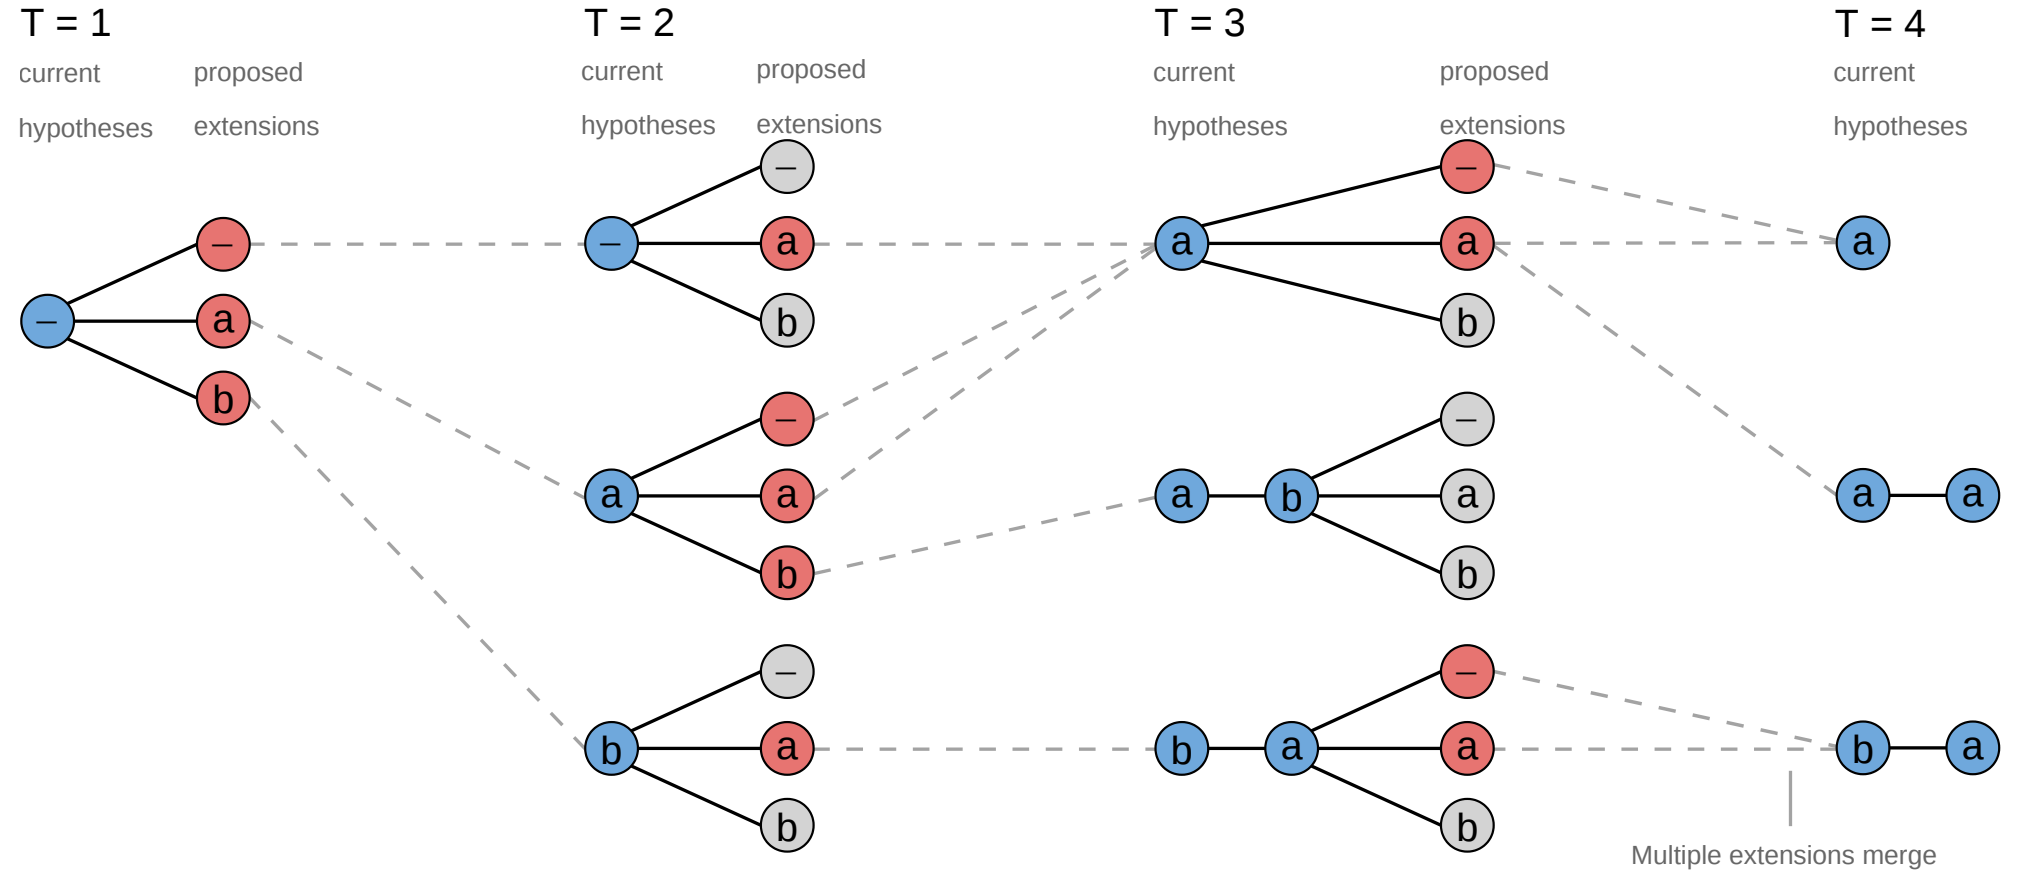 T = 1
T = 2
T = 3
T = 4
current
proposed
current
proposed
current
proposed
current
hypotheses
extensions
hypotheses
extensions
hypotheses
extensions
hypotheses
–
–
a
b
–
–
a
b
a
–
a
b
b
–
a
b
a
–
a
b
a b
–
a
b
b a
–
a
b
a
a a
b a
Multiple extensions merge